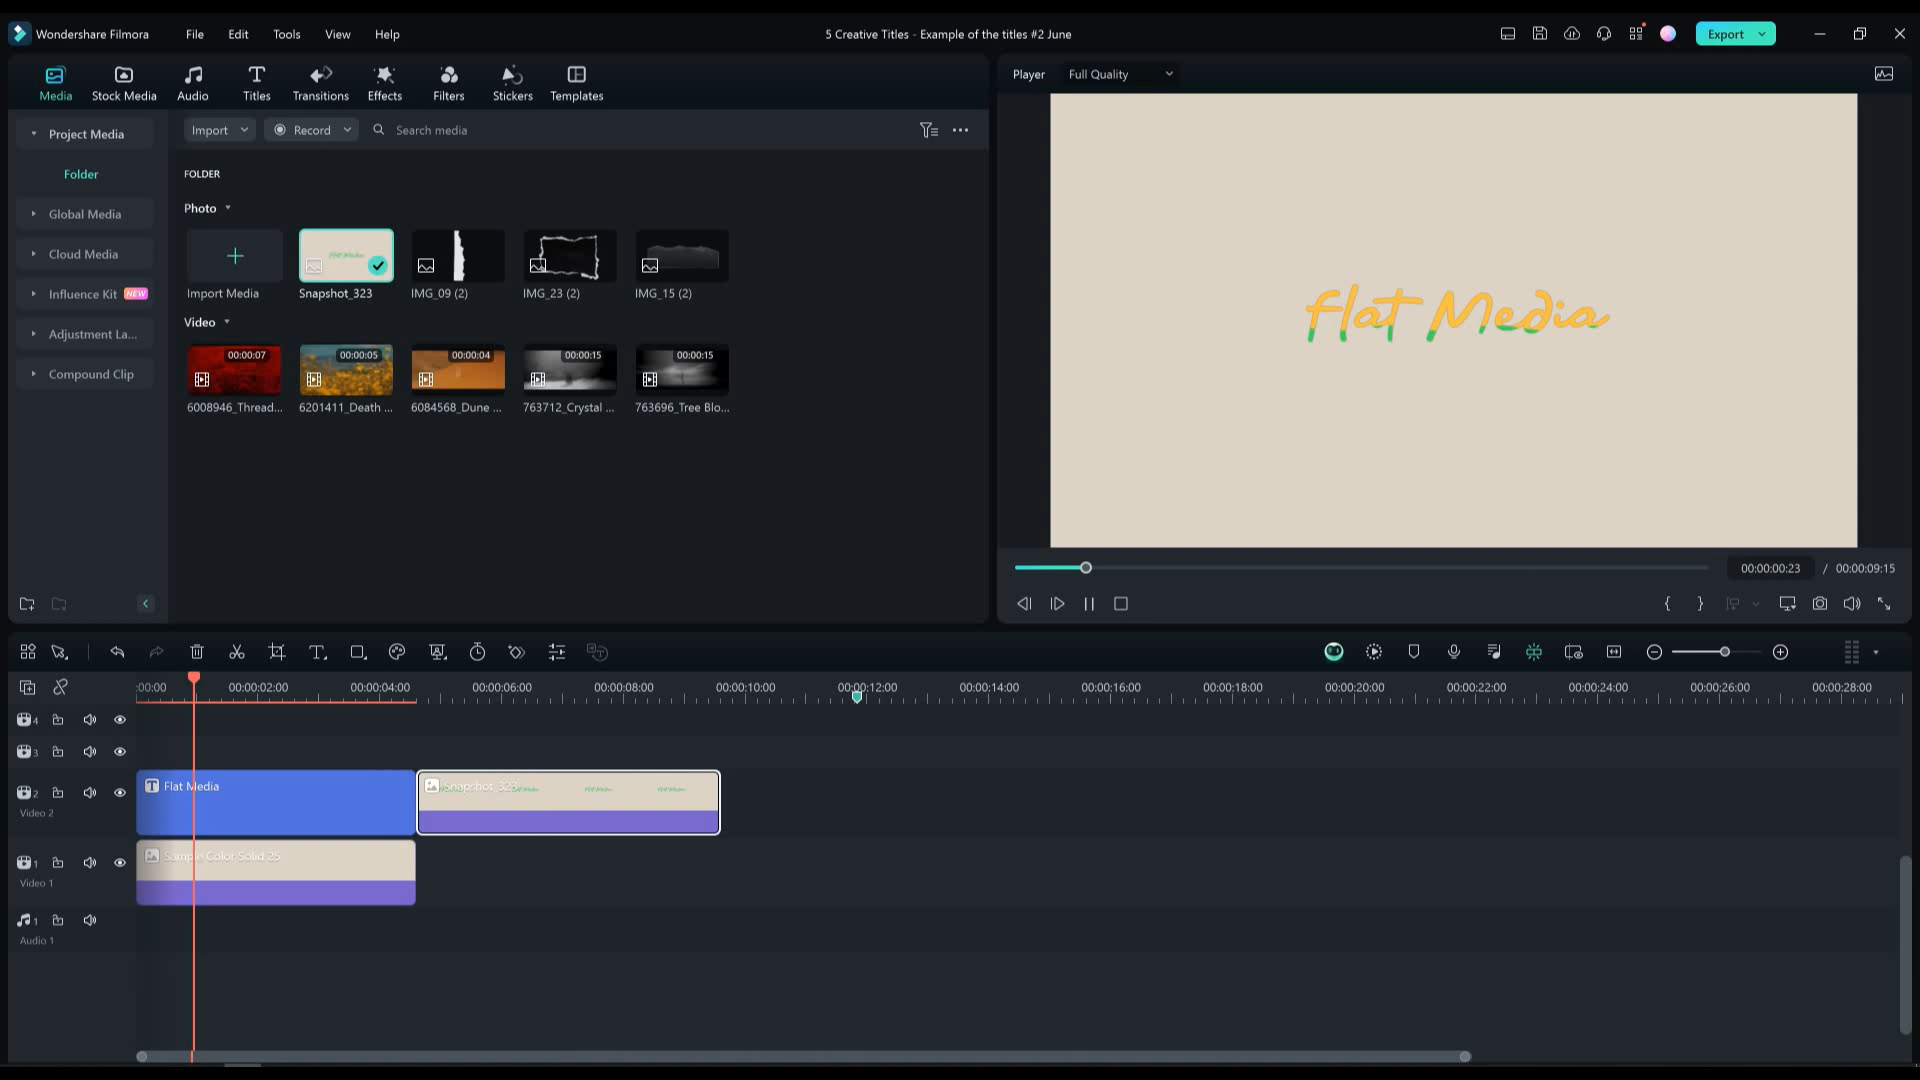 Wondershare Filmora File Edit Tools View Help 5 Creative Titles - Example of the titles #2 June Export
Media Stock Media Audio Titles Transitions Effects Filters Stickers Templates
Player Full Quality
Project Media
Folder
Global Media
Cloud Media
Influence Kit NEW
Adjustment La...
Compound Clip
Import Record Search media
FOLDER
Photo
Flat Media
Import Media Snapshot_323 IMG_09 (2) IMG_23 (2) IMG_15 (2)
Video
00:00:07 00:00:05 00:00:04 00:00:15 00:00:15
6008946_Thread... 6201411_Death ... 6084568_Dune ... 763712_Crystal ... 763696_Tree Blo...
flat Media
00:00:00:23 / 00:00:09:15
:00:00 00:00:02:00 00:00:04:00 00:00:06:00 00:00:08:00 00:00:10:00 00:00:12:00 00:00:14:00 00:00:16:00 00:00:18:00 00:00:20:00 00:00:22:00 00:00:24:00 00:00:26:00 00:00:28:00
4
3
2
Video 2
T Flat Media
Snapshot_323
1
Video 1
Sample Color Solid 25
1
Audio 1